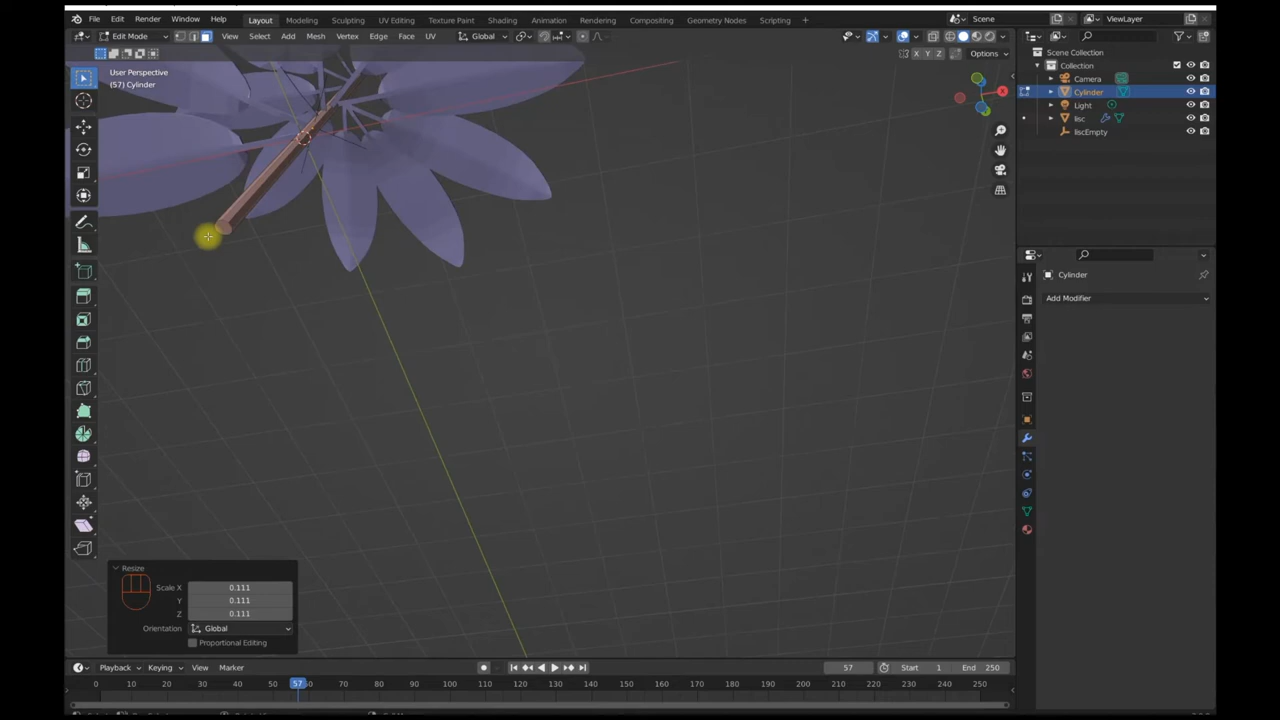 File Edit Render Window Help Layout Modeling Sculpting UV Editing Texture Paint Shading Animation Rendering Compositing Geometry Nodes Scripting Scene ViewLayer
Edit Mode View Select Add Mesh Vertex Edge Face UV Global
X Y Z Options
User Perspective
(57) Cylinder
X
Scene Collection
Collection
Camera
Cylinder
Light
lisc
liscEmpty
Cylinder
Add Modifier
Resize
Scale X 0.111
Y 0.111
Z 0.111
Orientation Global
Proportional Editing
Playback Keying View Marker 57 Start 1 End 250
0 10 20 30 40 50 57 60 70 80 90 100 110 120 130 140 150 160 170 180 190 200 210 220 230 240 250